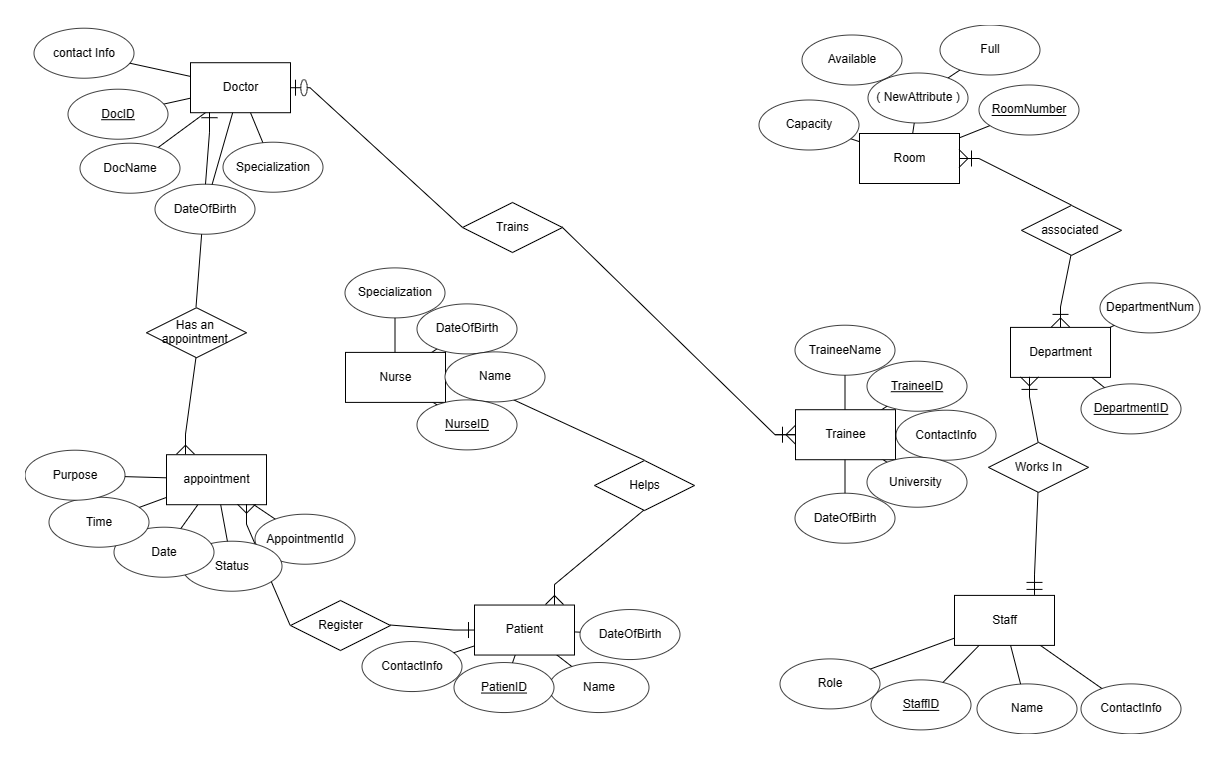 contact Info
Doctor
DocID
DocName
Specialization
DateOfBirth
Has an
appointment
Trains
Available
Full
( NewAttribute )
RoomNumber
Capacity
Room
associated
DepartmentNum
Department
DepartmentID
Specialization
DateOfBirth
Nurse
Name
NurseID
TraineeName
TraineeID
Trainee
ContactInfo
University
DateOfBirth
Works In
Helps
Purpose
appointment
Time
Date
Status
AppointmentId
Register
Patient
DateOfBirth
ContactInfo
PatienID
Name
Staff
Role
StaffID
Name
ContactInfo